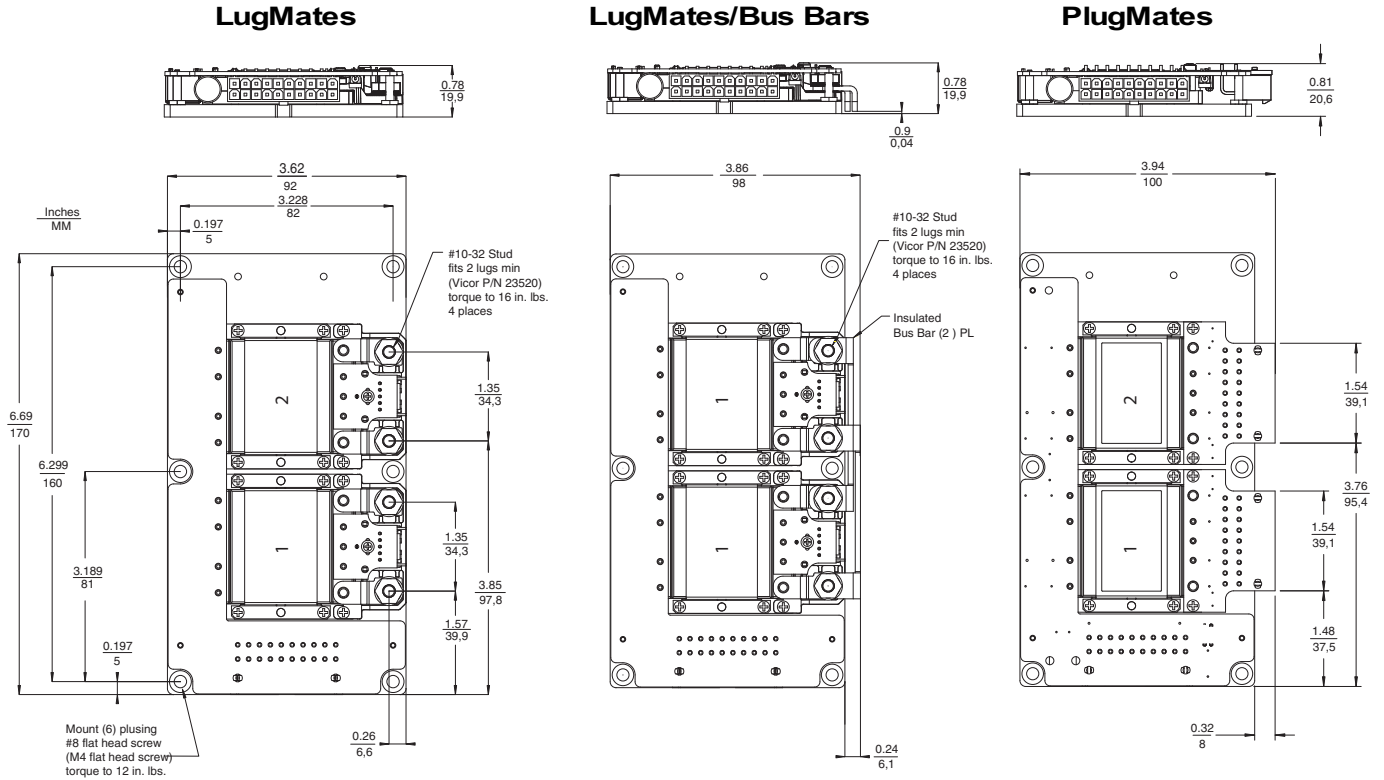 LugMates
LugMates/Bus Bars
PlugMates
0.78
19,9
0.78
19,9
0.9
0,04
0.81
20,6
3.62
92
3.228
82
0.197
5
Inches
MM
#10-32 Stud
fits 2 lugs min
(Vicor P/N 23520)
torque to 16 in. lbs.
4 places
6.69
170
6.299
160
3.189
81
0.197
5
2
1
1.35
34,3
1.35
34,3
3.85
97,8
1.57
39,9
0.26
6,6
Mount (6) plusing
#8 flat head screw
(M4 flat head screw)
torque to 12 in. lbs.
3.86
98
#10-32 Stud
fits 2 lugs min
(Vicor P/N 23520)
torque to 16 in. lbs.
4 places
Insulated
Bus Bar (2 ) PL
1
1
0.24
6,1
3.94
100
2
1
1.54
39,1
1.54
39,1
3.76
95,4
1.48
37,5
0.32
8